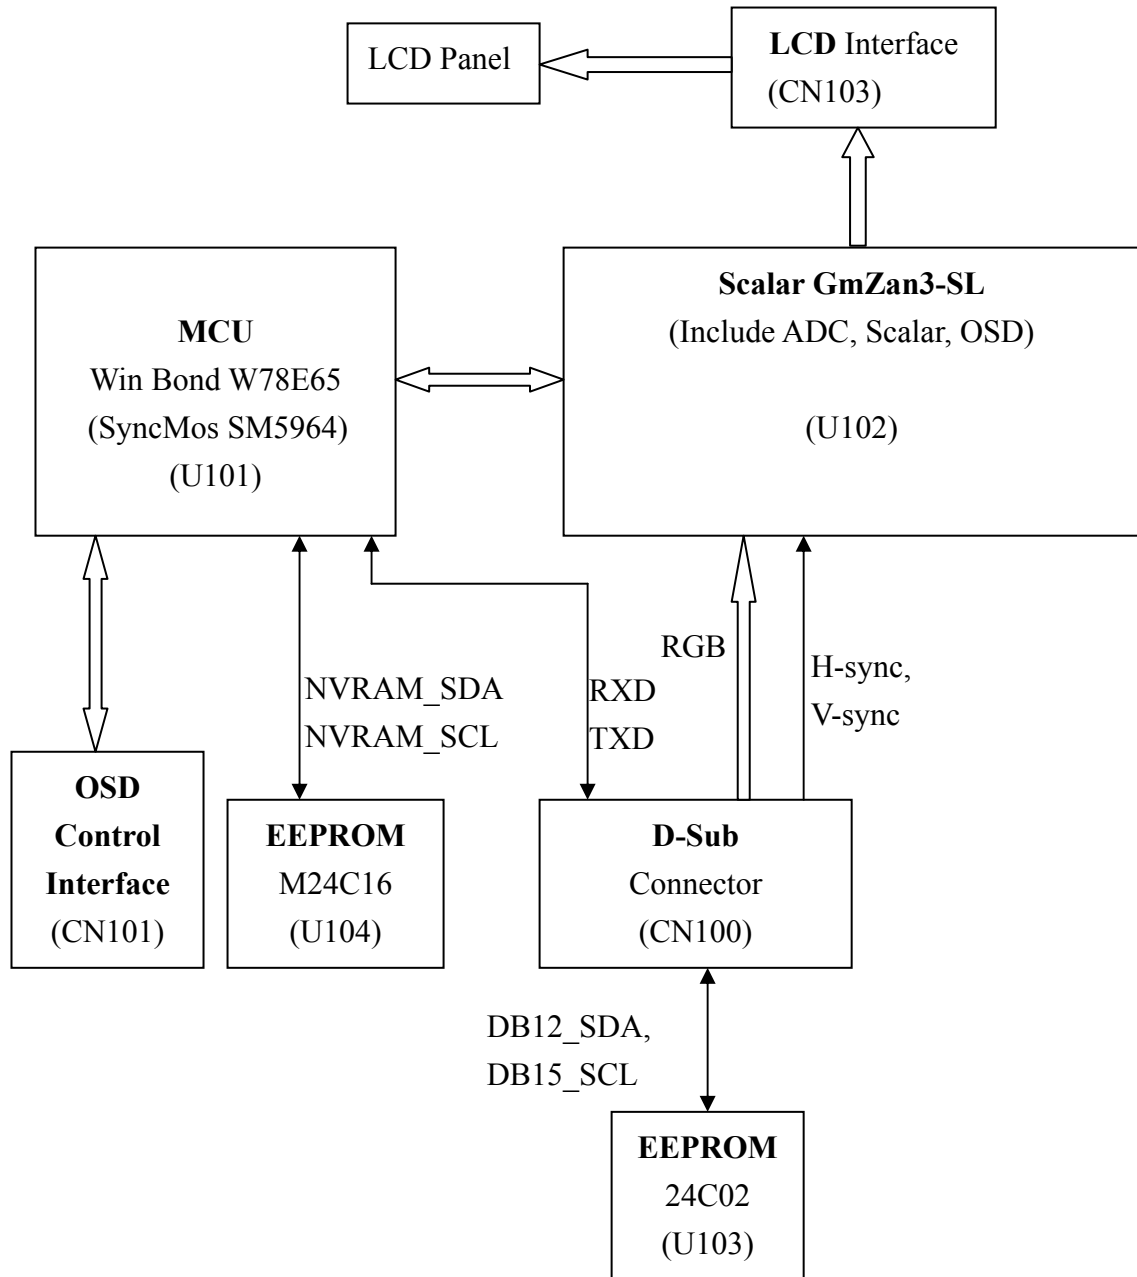 LCD Panel
LCD Interface
(CN103)
MCU
Win Bond W78E65
(SyncMos SM5964)
(U101)
Scalar GmZan3-SL
(Include ADC, Scalar, OSD)
(U102)
NVRAM_SDA
NVRAM_SCL
RXD
TXD
RGB
H-sync,
V-sync
OSD
Control
Interface
(CN101)
EEPROM
M24C16
(U104)
D-Sub
Connector
(CN100)
DB12_SDA,
DB15_SCL
EEPROM
24C02
(U103)